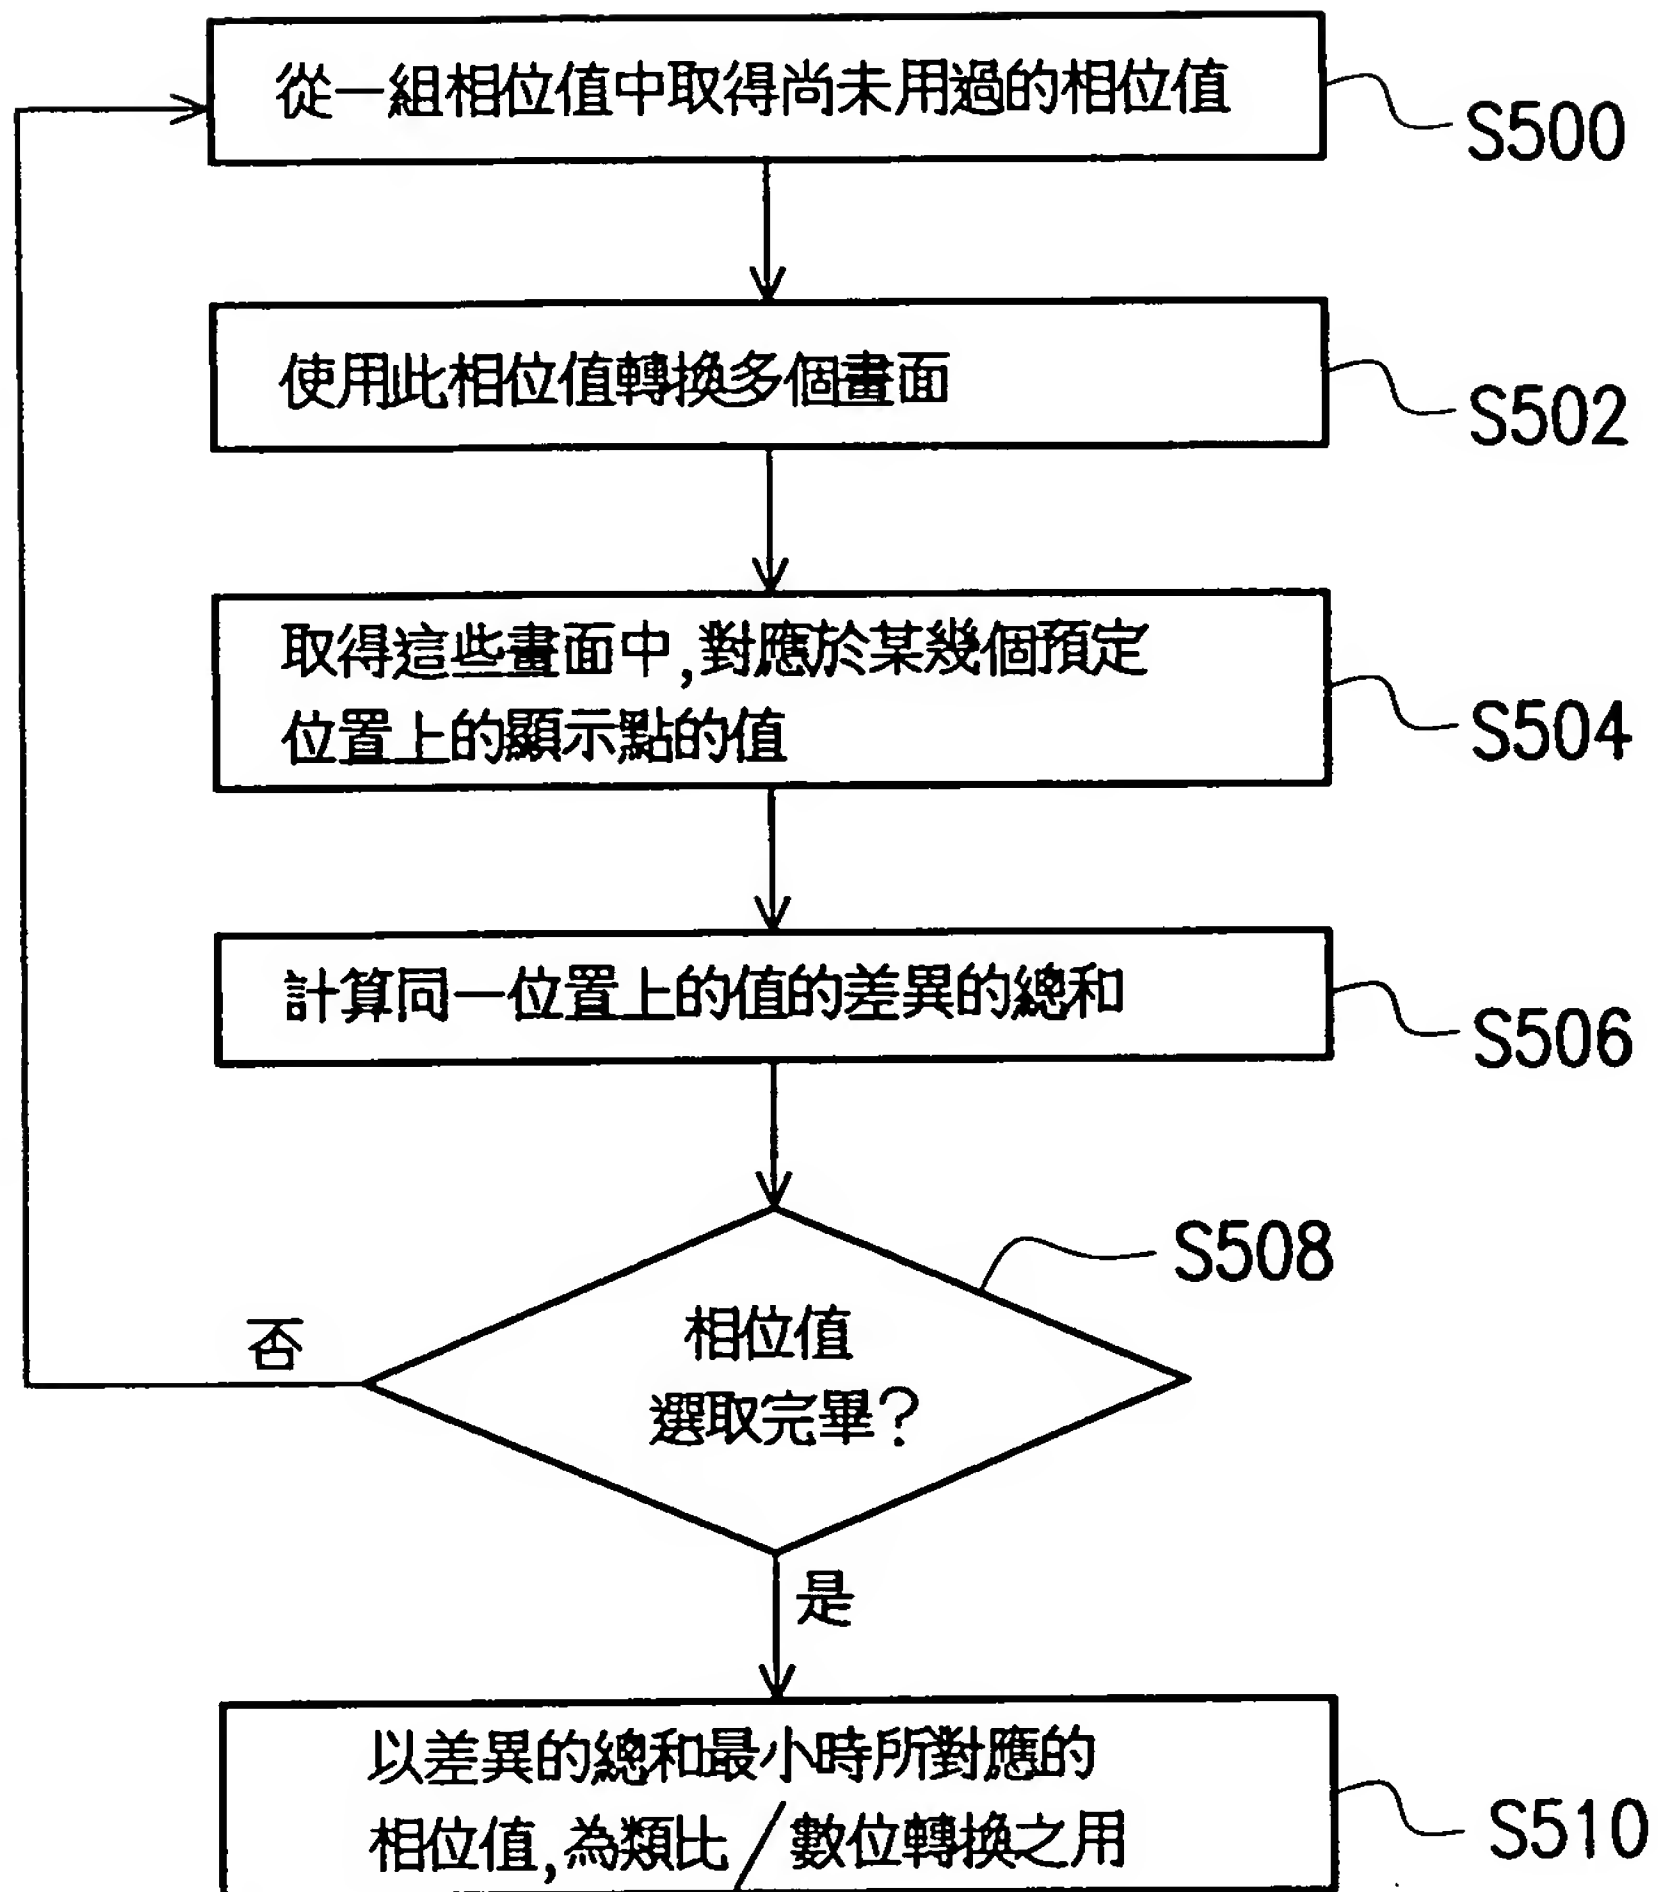 從一組相位值中取得尚未用過的相位值
S500
使用此相位值轉換多個畫面
S502
取得這些畫面中,對應於某幾個預定
位置上的顯示點的值
S504
計算同一位置上的值的差異的總和
S506
S508
相位值
選取完畢?
否
是
以差異的總和最小時所對應的
相位值,為類比/數位轉換之用
S510